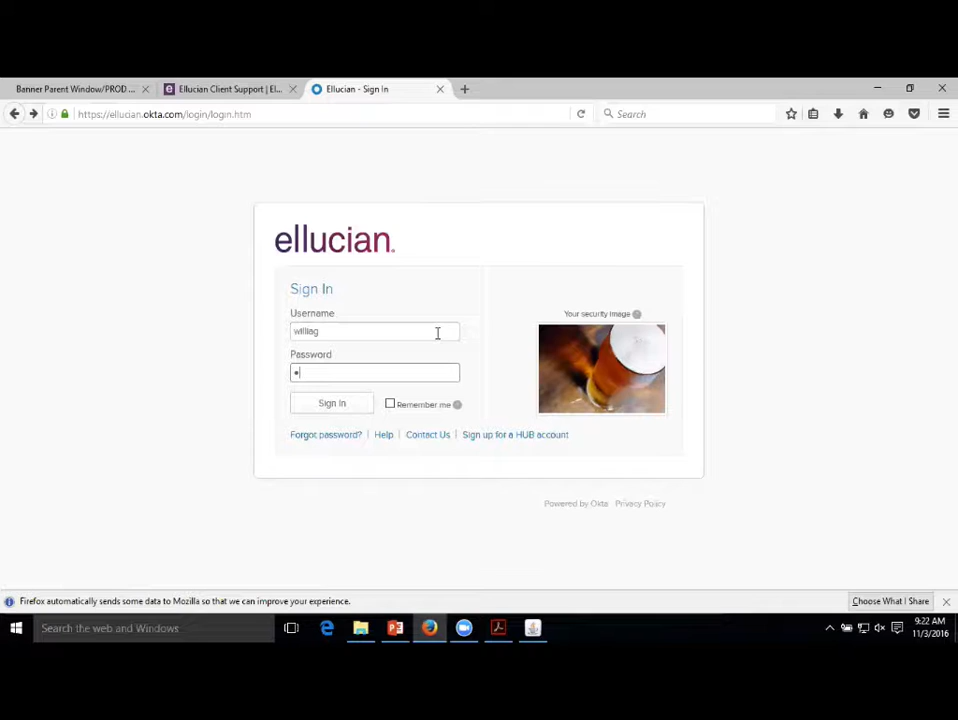 Banner Parent Window/PROD... Ellucian Client Support | El... Ellucian - Sign In
https://ellucian.okta.com/login/login.htm Search
ellucian.
Sign In
Username
williag
Password
Your security image
Sign In Remember me
Forgot password? | Help | Contact Us | Sign up for a HUB account
Powered by Okta Privacy Policy
Firefox automatically sends some data to Mozilla so that we can improve your experience. Choose What I Share
Search the web and Windows
9:22 AM
11/3/2016